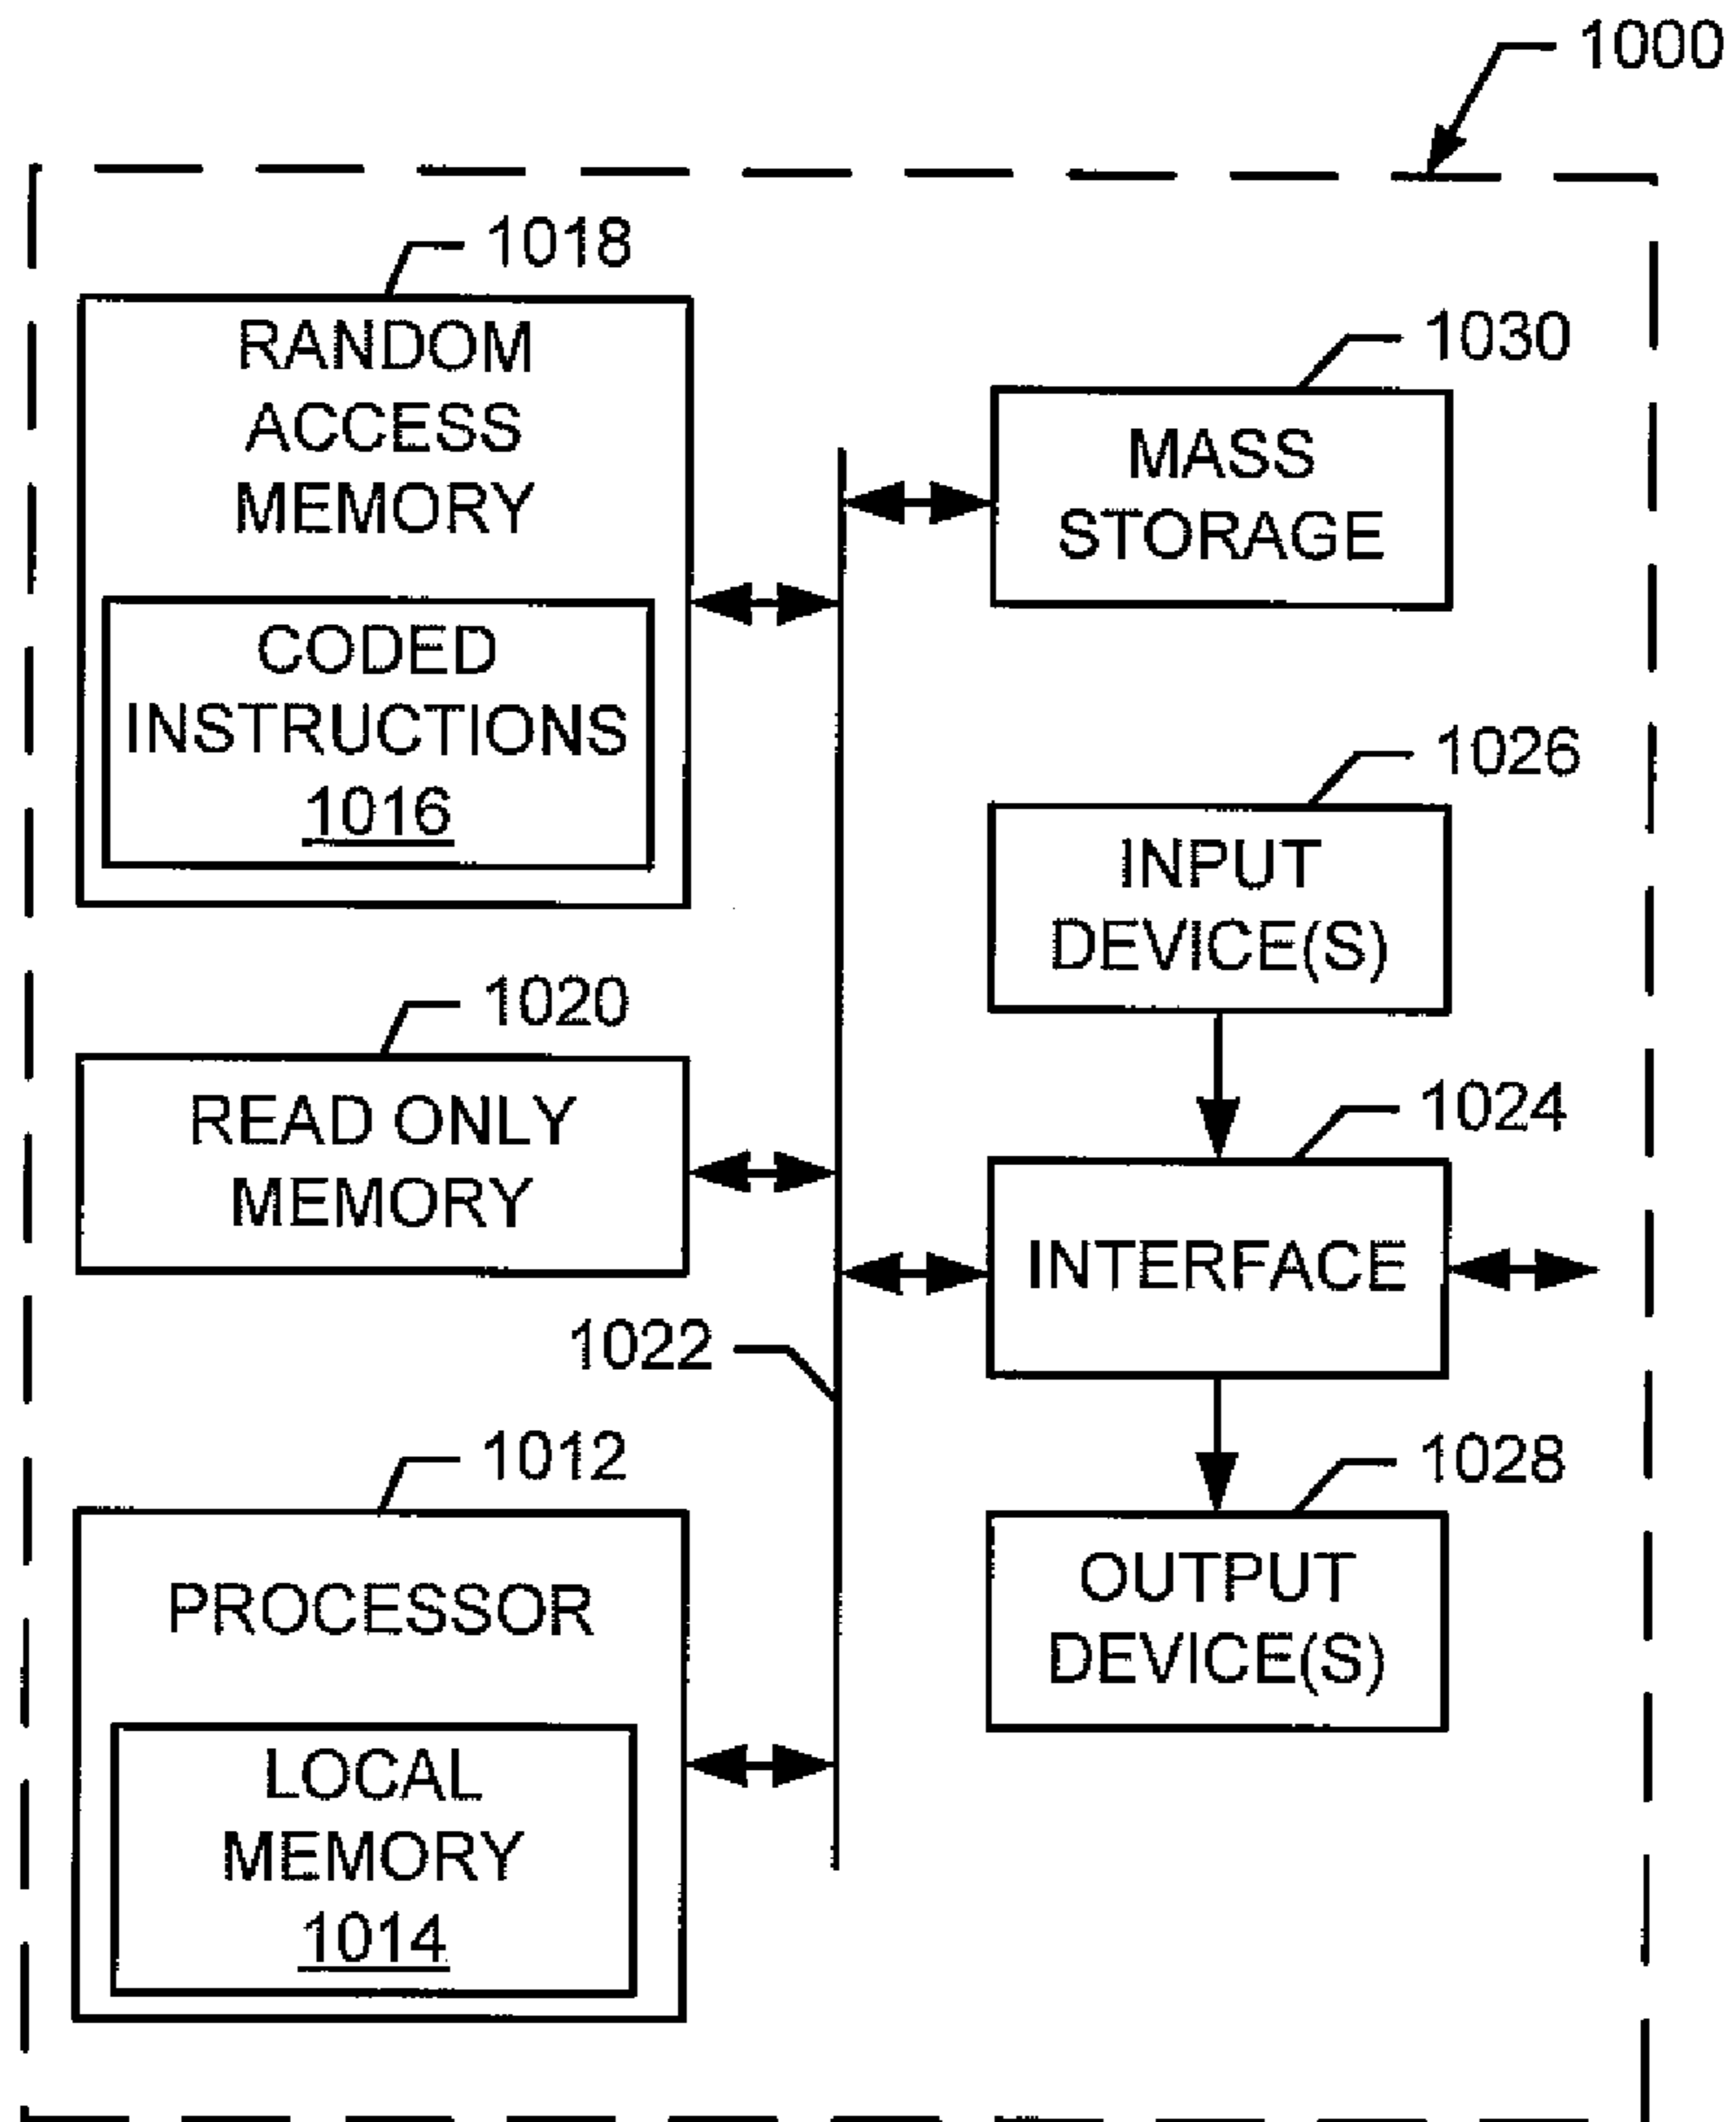 1000
1018
RANDOM
ACCESS
MEMORY
CODED
INSTRUCTIONS
1016
1030
MASS
STORAGE
1026
INPUT
DEVICE(S)
1020
READ ONLY
MEMORY
1024
INTERFACE
1022
1012
PROCESSOR
LOCAL
MEMORY
1014
1028
OUTPUT
DEVICE(S)